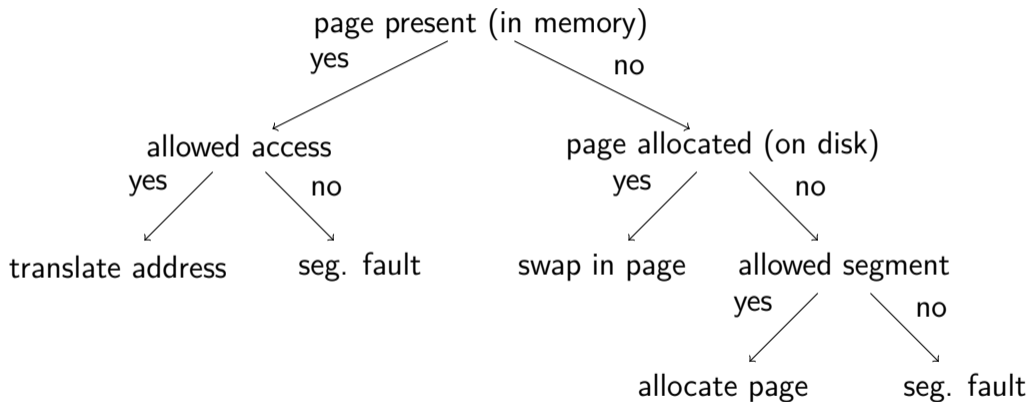 page present (in memory)
yes
no
allowed access
page allocated (on disk)
yes
no
yes
no
translate address
seg. fault
swap in page
allowed segment
yes
no
allocate page
seg. fault